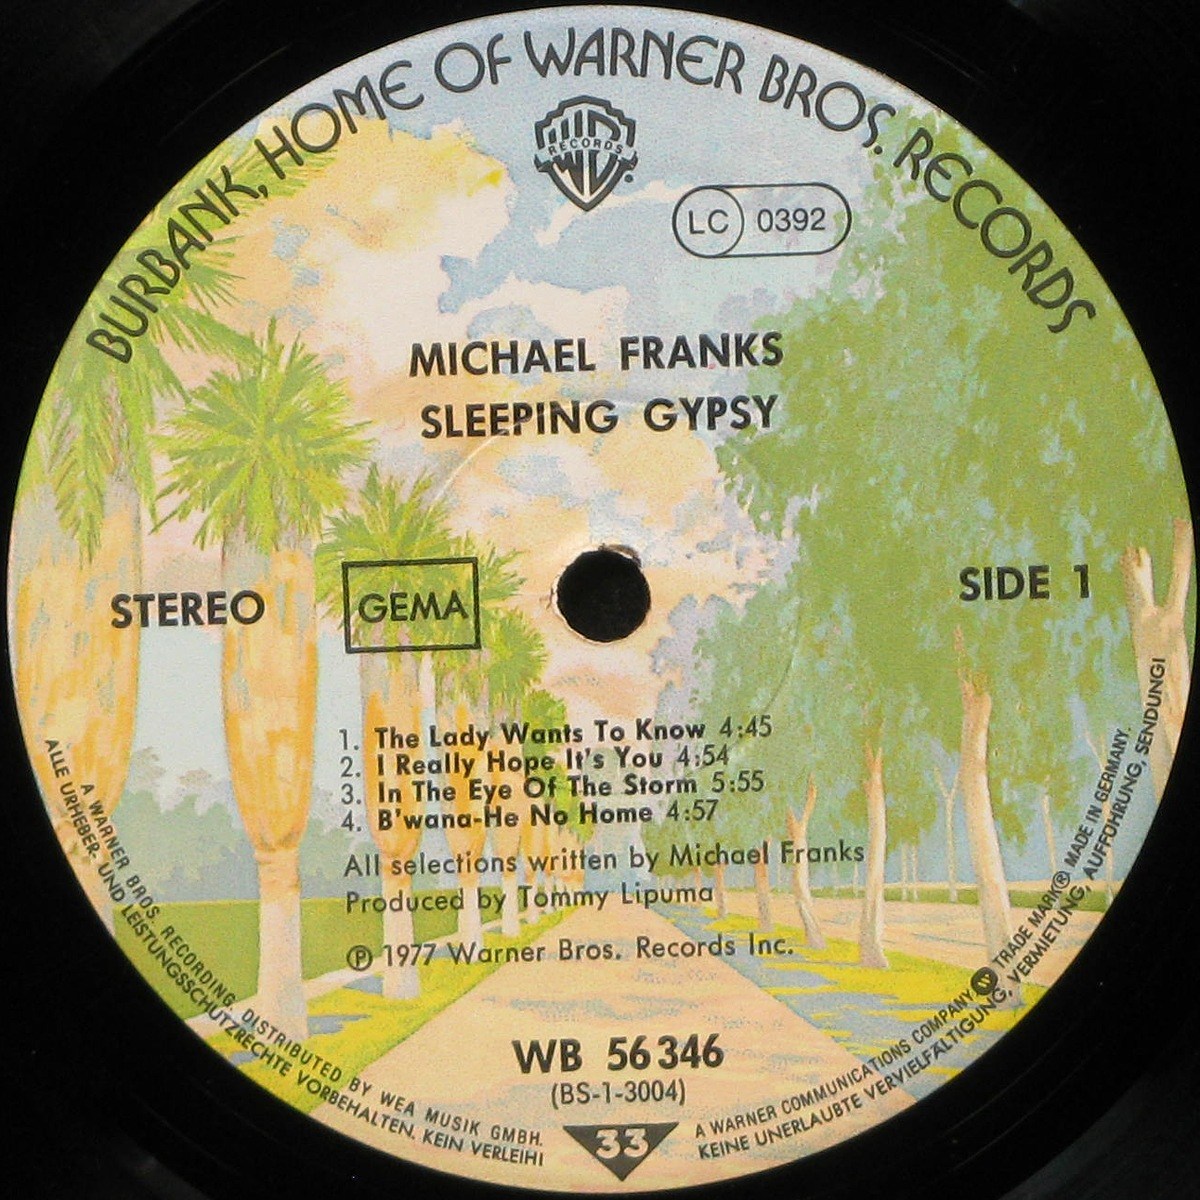 BURBANK, HOME OF WARNER BROS. RECORDS
WB
RECORDS
LC 0392
MICHAEL FRANKS
SLEEPING GYPSY
STEREO
GEMA
SIDE 1
1. The Lady Wants To Know 4:45
2. I Really Hope It's You 4:54
3. In The Eye Of The Storm 5:55
4. B'wana-He No Home 4:57
All selections written by Michael Franks
Produced by Tommy Lipuma
℗ 1977 Warner Bros. Records Inc.
WB 56 346
(BS-1-3004)
33
A WARNER BROS. RECORDING DISTRIBUTED BY WEA MUSIK GMBH. A WARNER COMMUNICATIONS COMPANY W TRADE MARK® MADE IN GERMANY.
ALLE URHEBER- UND LEISTUNGSSCHUTZRECHTE VORBEHALTEN. KEIN VERLEIH! KEINE UNERLAUBTE VERVIELFÄLTIGUNG, VERMIETUNG, AUFFÜHRUNG, SENDUNG!